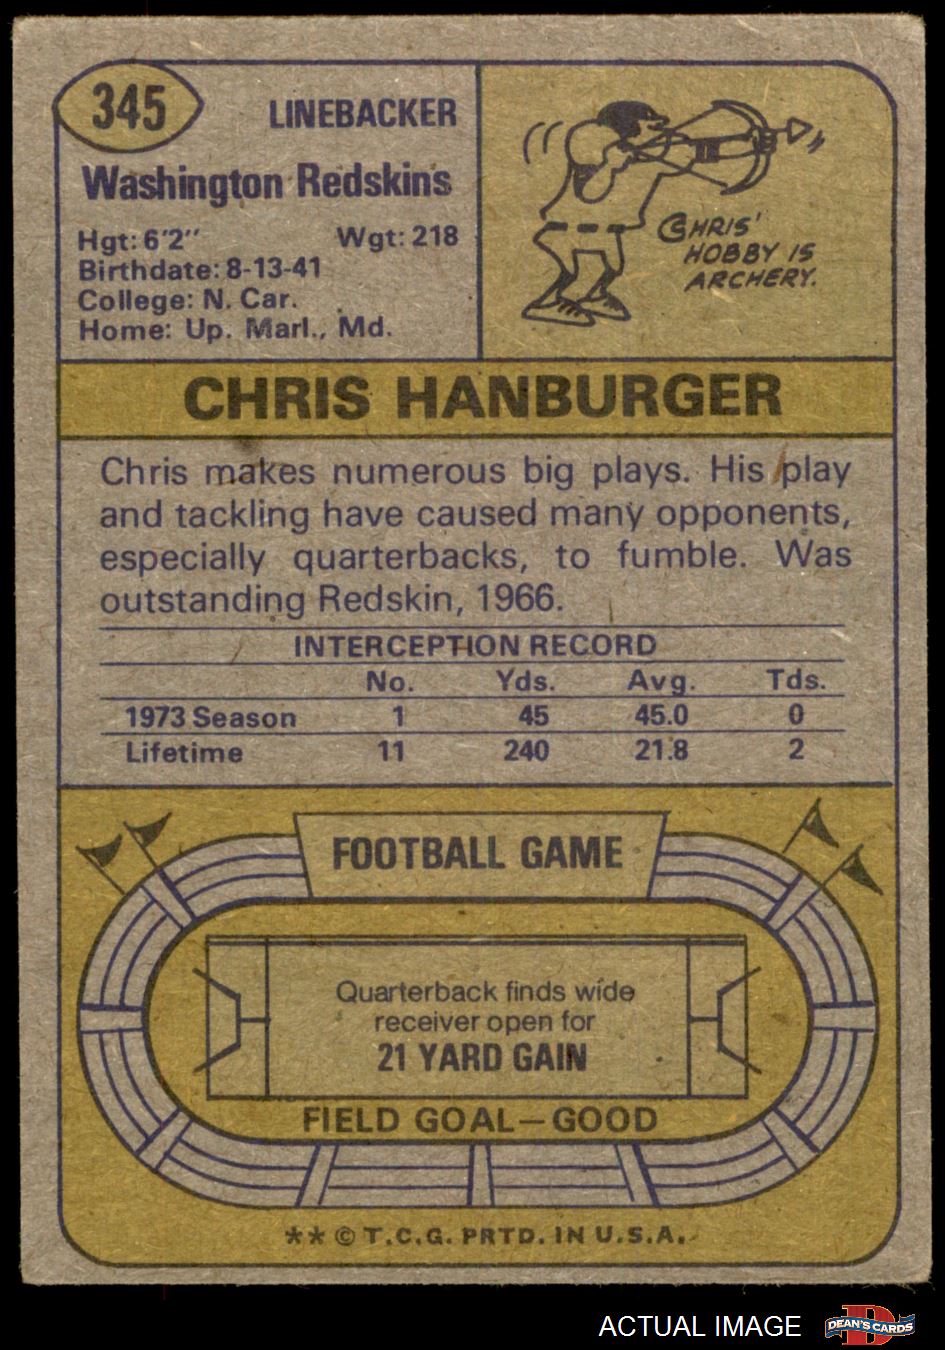 345
LINEBACKER
Washington Redskins
Hgt: 6'2" Wgt: 218
Birthdate: 8-13-41
College: N. Car.
Home: Up. Marl., Md.
CHRIS'
HOBBY IS
ARCHERY.
CHRIS HANBURGER
Chris makes numerous big plays. His play
and tackling have caused many opponents,
especially quarterbacks, to fumble. Was
outstanding Redskin, 1966.
INTERCEPTION RECORD
No. Yds. Avg. Tds.
1973 Season 1 45 45.0 0
Lifetime 11 240 21.8 2
FOOTBALL GAME
Quarterback finds wide
receiver open for
21 YARD GAIN
FIELD GOAL—GOOD
** © T.C.G. PRTD. IN U.S.A.
ACTUAL IMAGE
D
DEAN'S CARDS